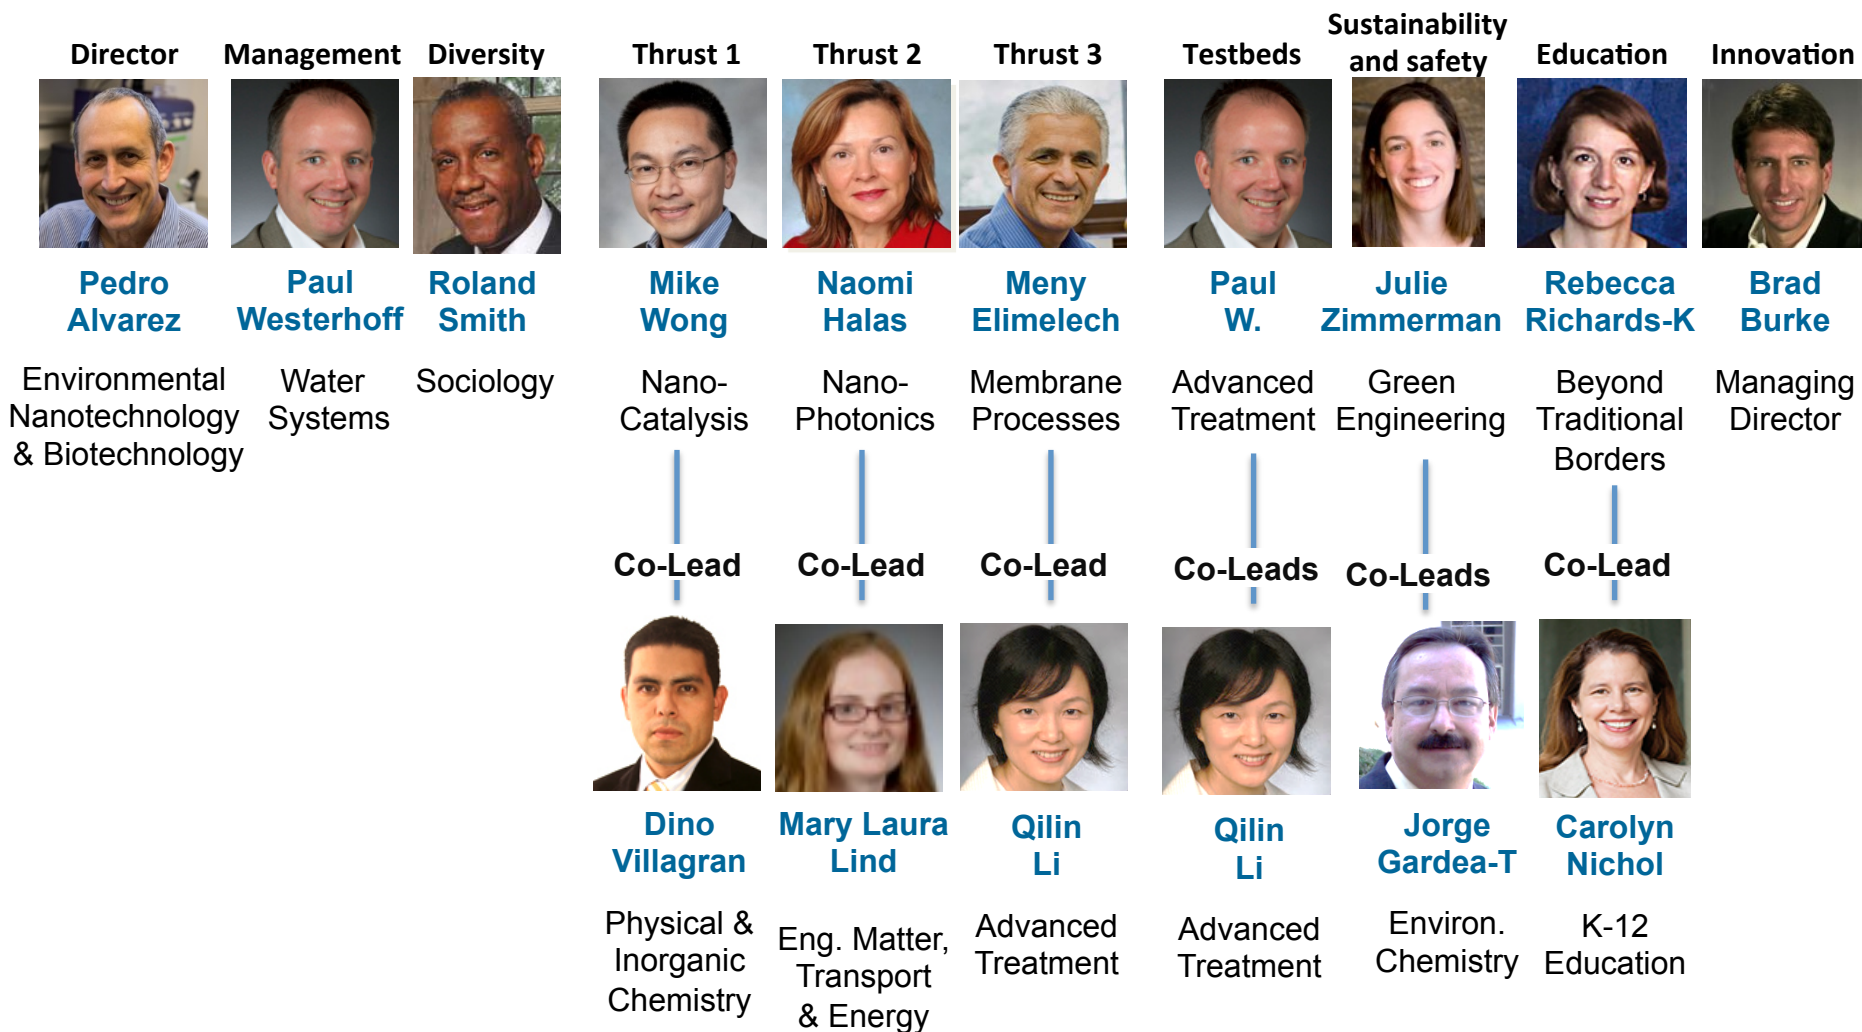 Director
Management
Diversity
Thrust 1
Thrust 2
Thrust 3
Testbeds
Sustainability
and safety
Education
Innovation
Pedro
Alvarez
Paul
Westerhoff
Roland
Smith
Mike
Wong
Naomi
Halas
Meny
Elimelech
Paul
W.
Julie
Zimmerman
Rebecca
Richards-K
Brad
Burke
Environmental
Nanotechnology
& Biotechnology
Water
Systems
Sociology
Nano-
Catalysis
Nano-
Photonics
Membrane
Processes
Advanced
Treatment
Green
Engineering
Beyond
Traditional
Borders
Managing
Director
Co-Lead
Co-Lead
Co-Lead
Co-Leads
Co-Leads
Co-Lead
Dino
Villagran
Mary Laura
Lind
Qilin
Li
Qilin
Li
Jorge
Gardea-T
Carolyn
Nichol
Physical &
Inorganic
Chemistry
Eng. Matter,
Transport
& Energy
Advanced
Treatment
Advanced
Treatment
Environ.
Chemistry
K-12
Education